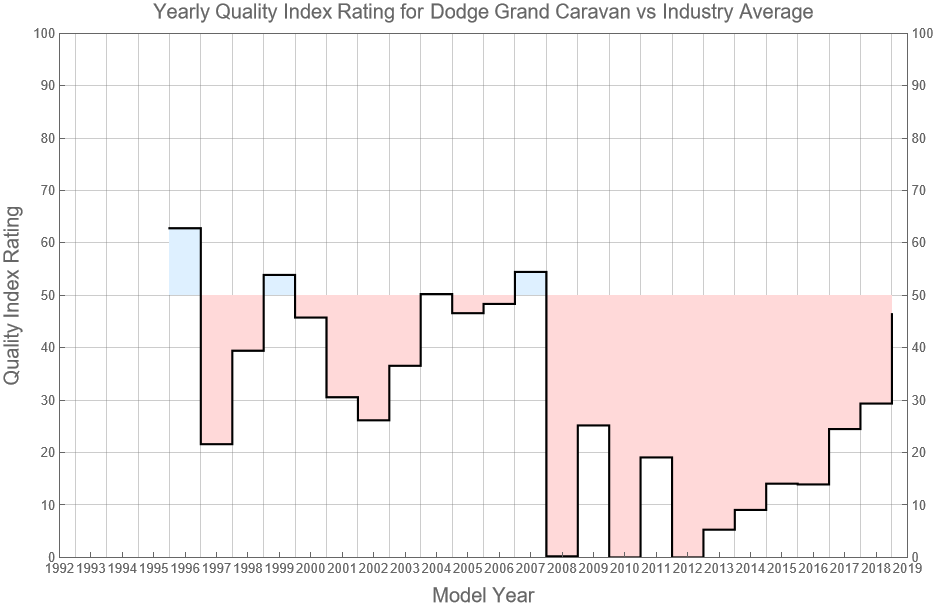 Yearly Quality Index Rating for Dodge Grand Caravan vs Industry Average
100 100
90 90
80 80
70 70
60 60
50 50
40 40
30 30
20 20
10 10
0 0
Quality Index Rating
1992 1993 1994 1995 1996 1997 1998 1999 2000 2001 2002 2003 2004 2005 2006 2007 2008 2009 2010 2011 2012 2013 2014 2015 2016 2017 2018 2019
Model Year